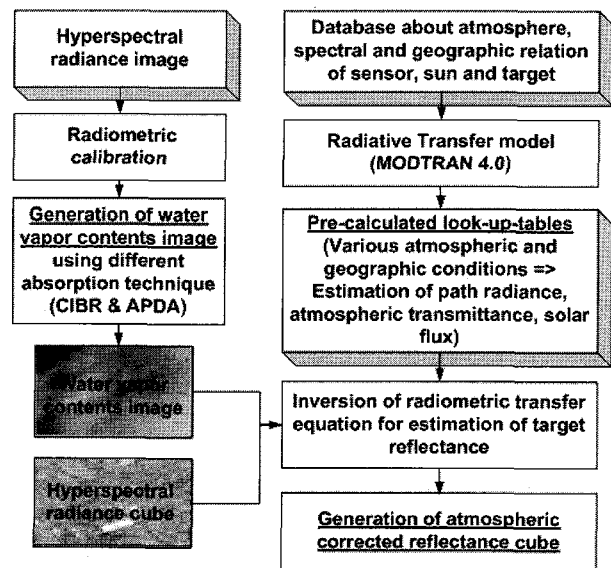 Hyperspectral
radiance image
Radiometric
calibration
Generation of water
vapor contents image
using different
absorption technique
(CIBR & APDA)
Water vapor
contents image
Hyperspectral
radiance cube
Database about atmosphere,
spectral and geographic relation
of sensor, sun and target
Radiative Transfer model
(MODTRAN 4.0)
Pre-calculated look-up-tables
(Various atmospheric and
geographic conditions =>
Estimation of path radiance,
atmospheric transmittance, solar
flux)
Inversion of radiometric transfer
equation for estimation of target
reflectance
Generation of atmospheric
corrected reflectance cube